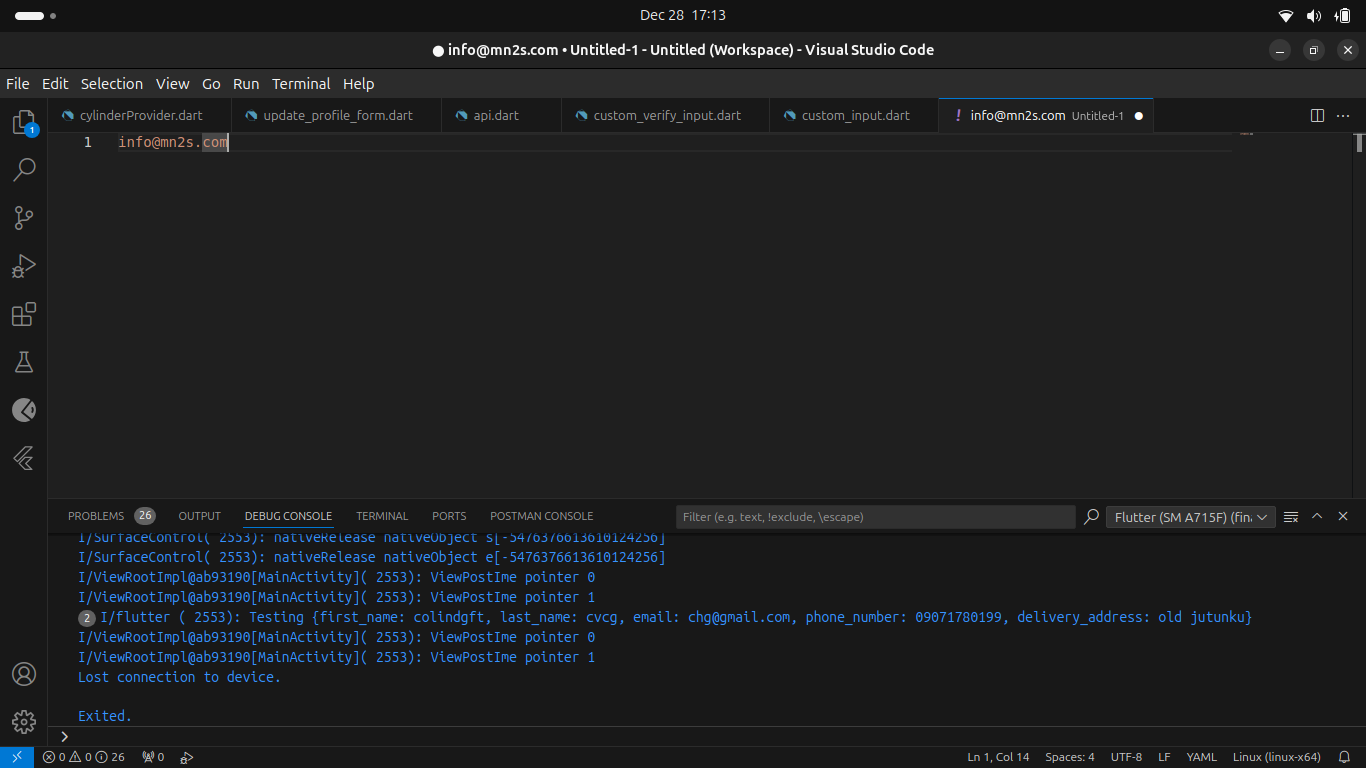 Dec 28 17:13
● info@mn2s.com • Untitled-1 - Untitled (Workspace) - Visual Studio Code
File Edit Selection View Go Run Terminal Help
1
cylinderProvider.dart update_profile_form.dart api.dart custom_verify_input.dart custom_input.dart ! info@mn2s.com Untitled-1 ●
1 info@mn2s.com
PROBLEMS 26 OUTPUT DEBUG CONSOLE TERMINAL PORTS POSTMAN CONSOLE Filter (e.g. text, !exclude, \escape) Flutter (SM A715F) (fin
I/SurfaceControl( 2553): nativeRelease nativeObject s[-5476376613610124256]
I/SurfaceControl( 2553): nativeRelease nativeObject e[-5476376613610124256]
I/ViewRootImpl@ab93190[MainActivity]( 2553): ViewPostIme pointer 0
I/ViewRootImpl@ab93190[MainActivity]( 2553): ViewPostIme pointer 1
2 I/flutter ( 2553): Testing {first_name: colindgft, last_name: cvcg, email: chg@gmail.com, phone_number: 09071780199, delivery_address: old jutunku}
I/ViewRootImpl@ab93190[MainActivity]( 2553): ViewPostIme pointer 0
I/ViewRootImpl@ab93190[MainActivity]( 2553): ViewPostIme pointer 1
Lost connection to device.
Exited.
>
0 0 26 0 Ln 1, Col 14 Spaces: 4 UTF-8 LF YAML Linux (linux-x64)